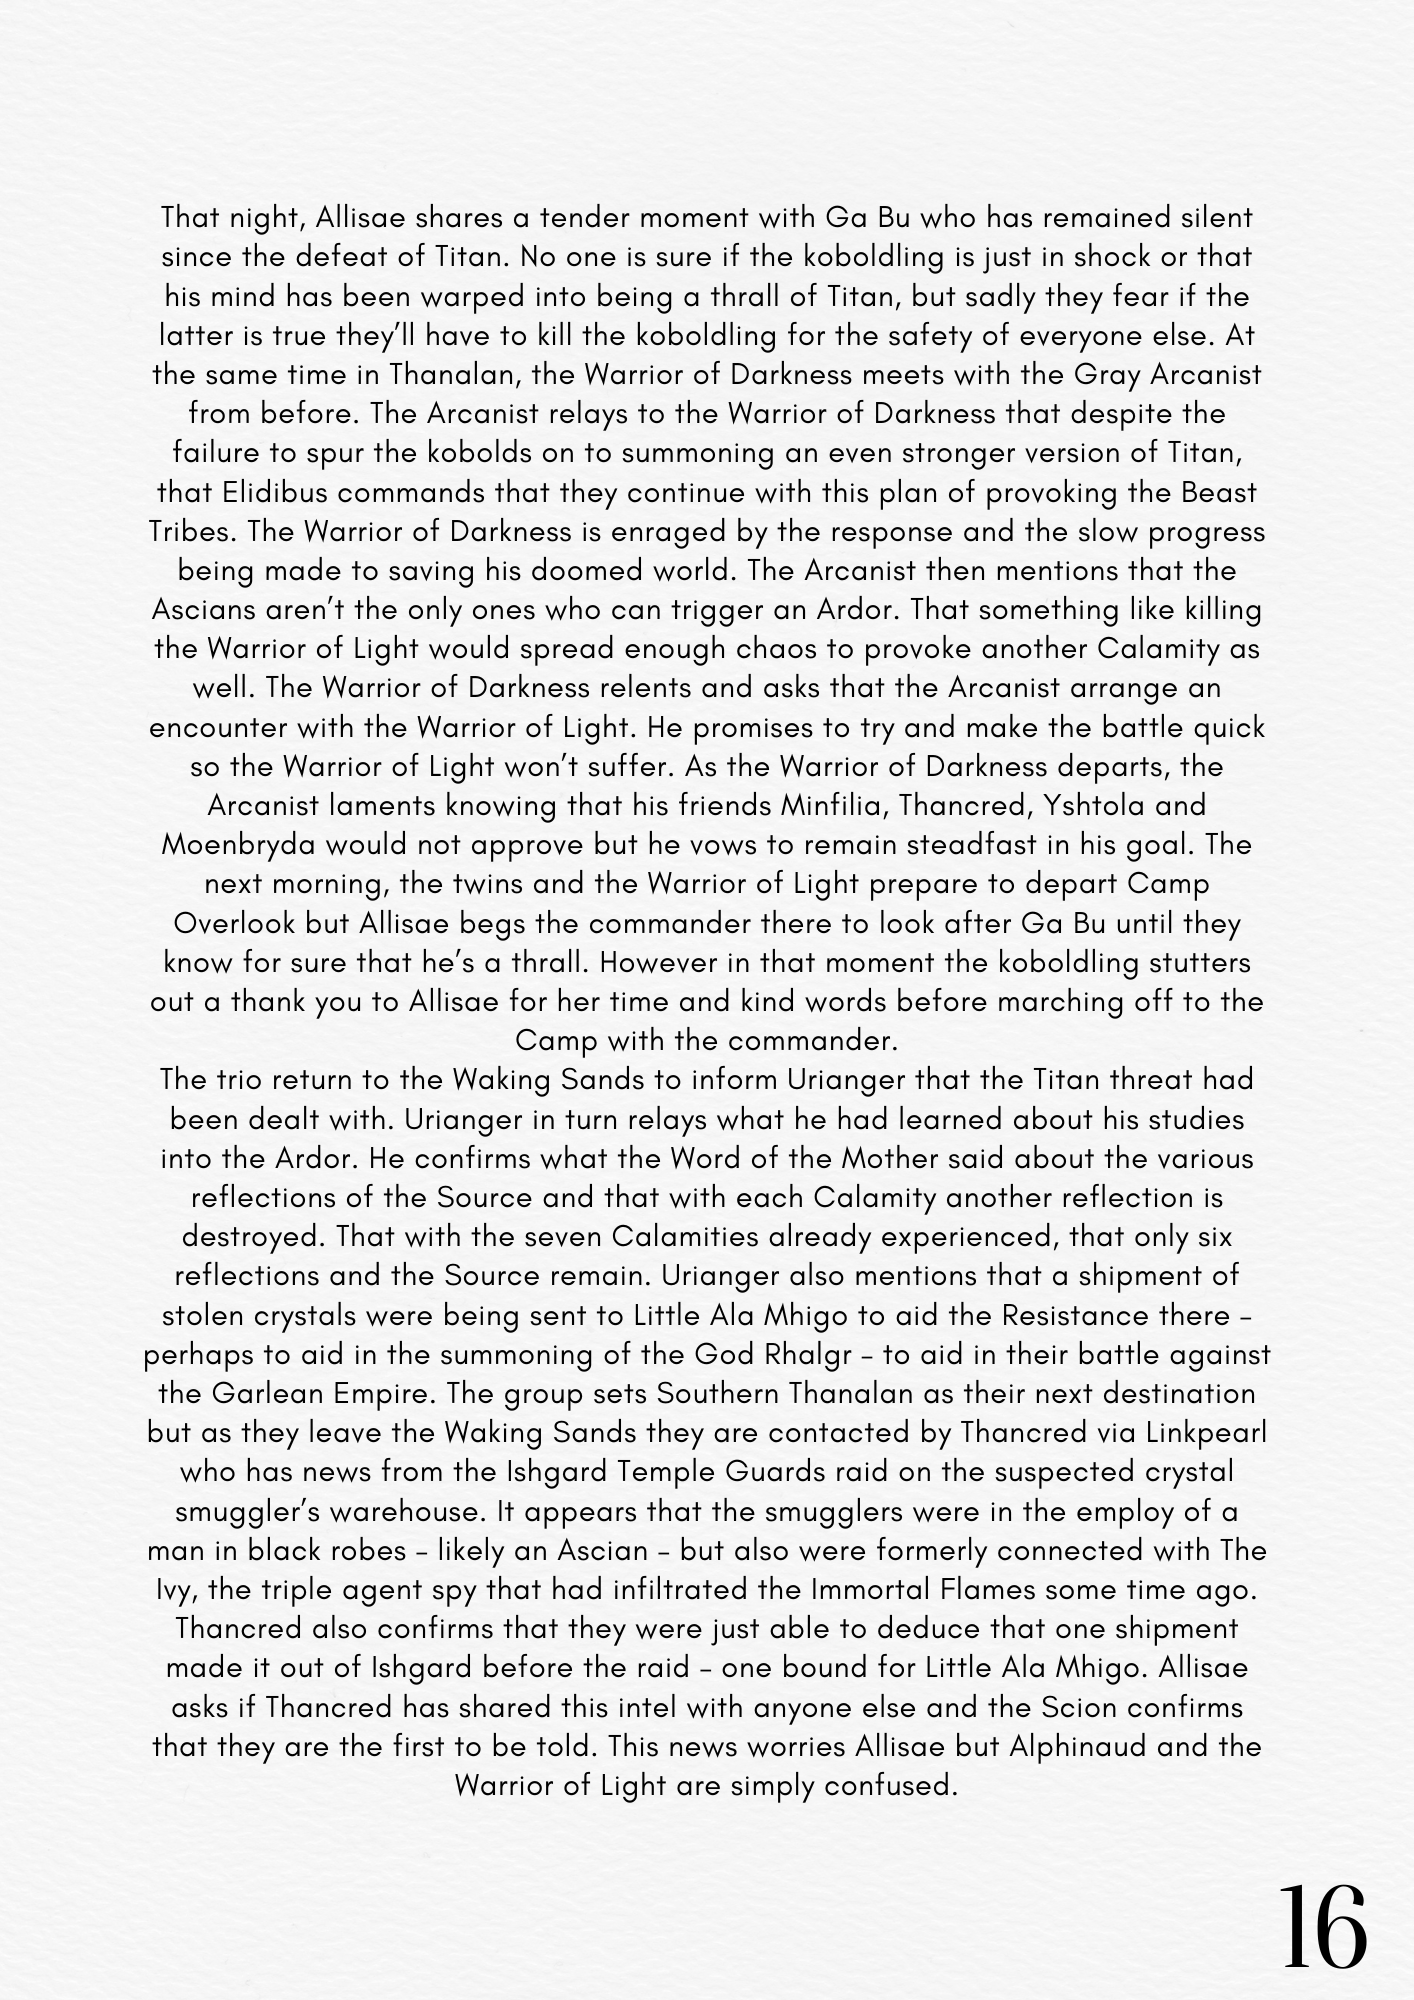 That night, Allisae shares a tender moment with Ga Bu who has remained silent
since the defeat of Titan. No one is sure if the koboldling is just in shock or that
his mind has been warped into being a thrall of Titan, but sadly they fear if the
latter is true they’ll have to kill the koboldling for the safety of everyone else. At
the same time in Thanalan, the Warrior of Darkness meets with the Gray Arcanist
from before. The Arcanist relays to the Warrior of Darkness that despite the
failure to spur the kobolds on to summoning an even stronger version of Titan,
that Elidibus commands that they continue with this plan of provoking the Beast
Tribes. The Warrior of Darkness is enraged by the response and the slow progress
being made to saving his doomed world. The Arcanist then mentions that the
Ascians aren’t the only ones who can trigger an Ardor. That something like killing
the Warrior of Light would spread enough chaos to provoke another Calamity as
well. The Warrior of Darkness relents and asks that the Arcanist arrange an
encounter with the Warrior of Light. He promises to try and make the battle quick
so the Warrior of Light won’t suffer. As the Warrior of Darkness departs, the
Arcanist laments knowing that his friends Minfilia, Thancred, Yshtola and
Moenbryda would not approve but he vows to remain steadfast in his goal. The
next morning, the twins and the Warrior of Light prepare to depart Camp
Overlook but Allisae begs the commander there to look after Ga Bu until they
know for sure that he’s a thrall. However in that moment the koboldling stutters
out a thank you to Allisae for her time and kind words before marching off to the
Camp with the commander.
The trio return to the Waking Sands to inform Urianger that the Titan threat had
been dealt with. Urianger in turn relays what he had learned about his studies
into the Ardor. He confirms what the Word of the Mother said about the various
reflections of the Source and that with each Calamity another reflection is
destroyed. That with the seven Calamities already experienced, that only six
reflections and the Source remain. Urianger also mentions that a shipment of
stolen crystals were being sent to Little Ala Mhigo to aid the Resistance there –
perhaps to aid in the summoning of the God Rhalgr – to aid in their battle against
the Garlean Empire. The group sets Southern Thanalan as their next destination
but as they leave the Waking Sands they are contacted by Thancred via Linkpearl
who has news from the Ishgard Temple Guards raid on the suspected crystal
smuggler’s warehouse. It appears that the smugglers were in the employ of a
man in black robes – likely an Ascian – but also were formerly connected with The
Ivy, the triple agent spy that had infiltrated the Immortal Flames some time ago.
Thancred also confirms that they were just able to deduce that one shipment
made it out of Ishgard before the raid – one bound for Little Ala Mhigo. Allisae
asks if Thancred has shared this intel with anyone else and the Scion confirms
that they are the first to be told. This news worries Allisae but Alphinaud and the
Warrior of Light are simply confused.
16